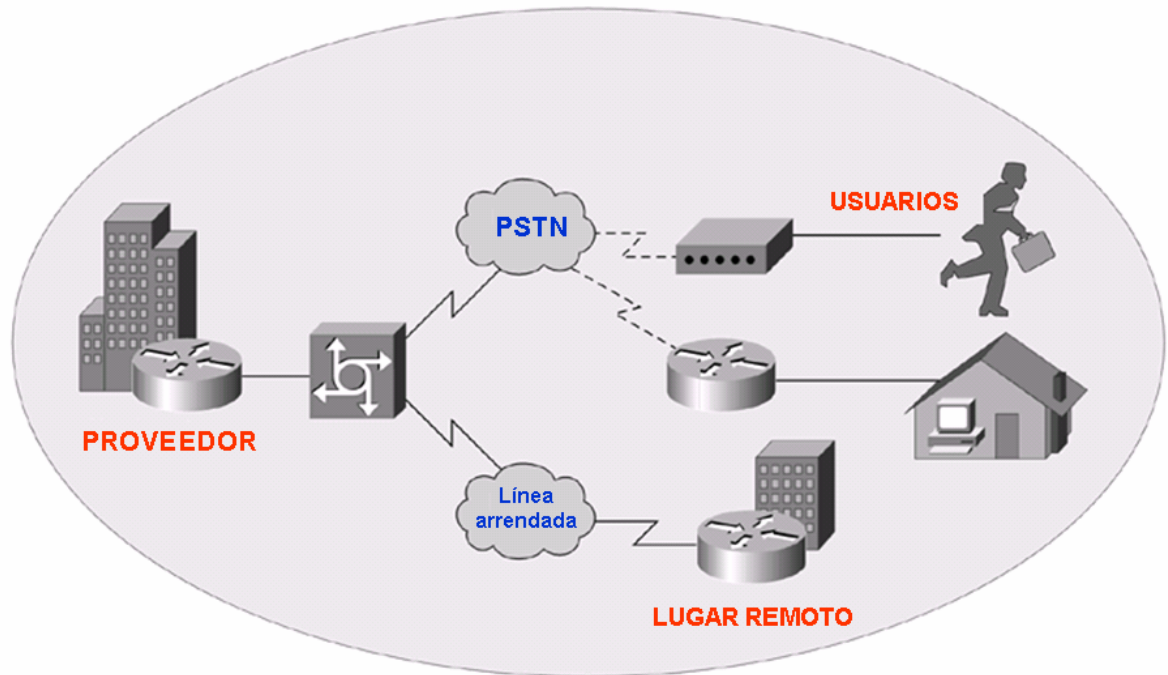 PSTN
USUARIOS
PROVEEDOR
Línea
arrendada
LUGAR REMOTO